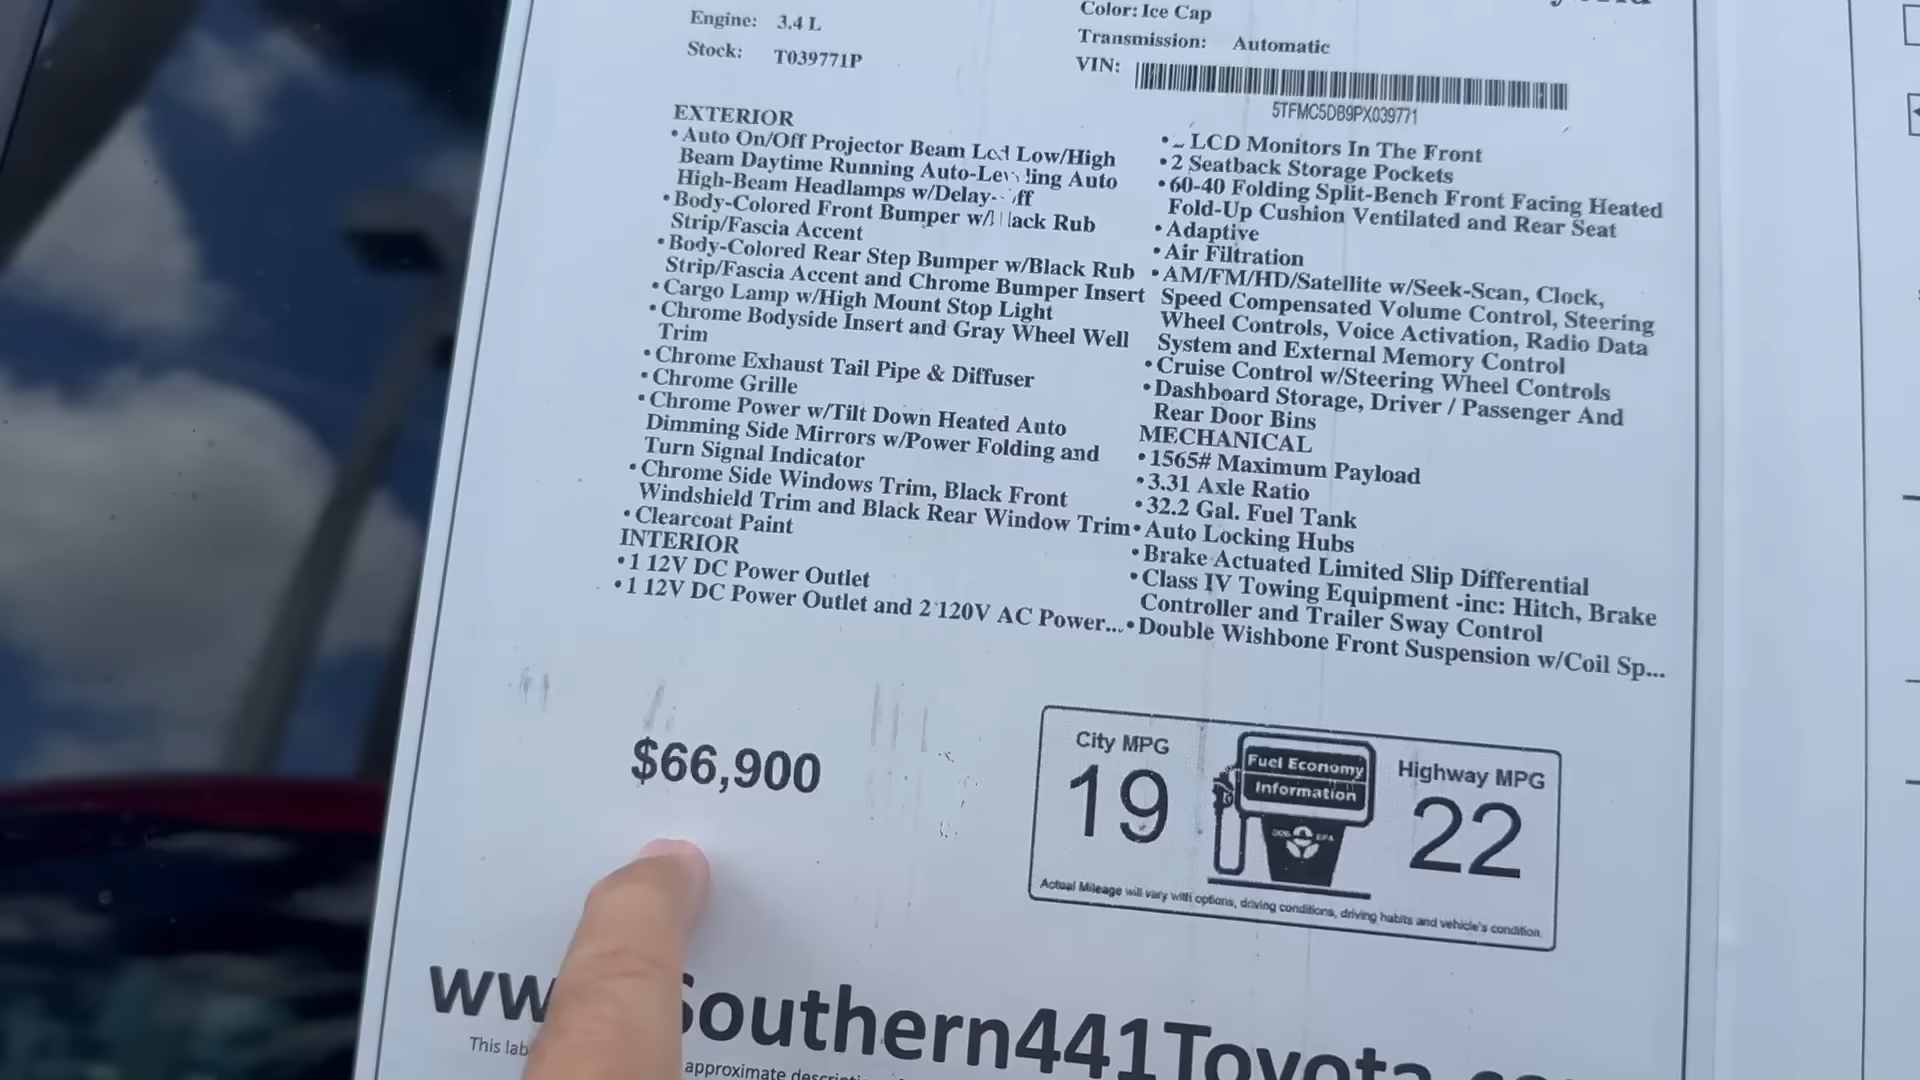 Engine: 3.4 L
Stock: T039771P
Color: Ice Cap
Transmission: Automatic
VIN:
5TFMC5DB9PX039771
EXTERIOR
• Auto On/Off Projector Beam Led Low/High
Beam Daytime Running Auto-Leveling Auto
High-Beam Headlamps w/Delay-Off
• Body-Colored Front Bumper w/Black Rub
Strip/Fascia Accent
• Body-Colored Rear Step Bumper w/Black Rub
Strip/Fascia Accent and Chrome Bumper Insert
• Cargo Lamp w/High Mount Stop Light
• Chrome Bodyside Insert and Gray Wheel Well
Trim
• Chrome Exhaust Tail Pipe & Diffuser
• Chrome Grille
• Chrome Power w/Tilt Down Heated Auto
Dimming Side Mirrors w/Power Folding and
Turn Signal Indicator
• Chrome Side Windows Trim, Black Front
Windshield Trim and Black Rear Window Trim
• Clearcoat Paint
INTERIOR
• 1 12V DC Power Outlet
• 1 12V DC Power Outlet and 2 120V AC Power...
• LCD Monitors In The Front
• 2 Seatback Storage Pockets
• 60-40 Folding Split-Bench Front Facing Heated
Fold-Up Cushion Ventilated and Rear Seat
• Adaptive
• Air Filtration
• AM/FM/HD/Satellite w/Seek-Scan, Clock,
Speed Compensated Volume Control, Steering
Wheel Controls, Voice Activation, Radio Data
System and External Memory Control
• Cruise Control w/Steering Wheel Controls
• Dashboard Storage, Driver / Passenger And
Rear Door Bins
MECHANICAL
• 1565# Maximum Payload
• 3.31 Axle Ratio
• 32.2 Gal. Fuel Tank
• Auto Locking Hubs
• Brake Actuated Limited Slip Differential
• Class IV Towing Equipment -inc: Hitch, Brake
Controller and Trailer Sway Control
• Double Wishbone Front Suspension w/Coil Sp...
$66,900
City MPG
19
Fuel Economy
Information
DOE EPA
Highway MPG
22
Actual Mileage will vary with options, driving conditions, driving habits and vehicle's condition.
ww Southern441Toyota.co
This lab approximate descripti